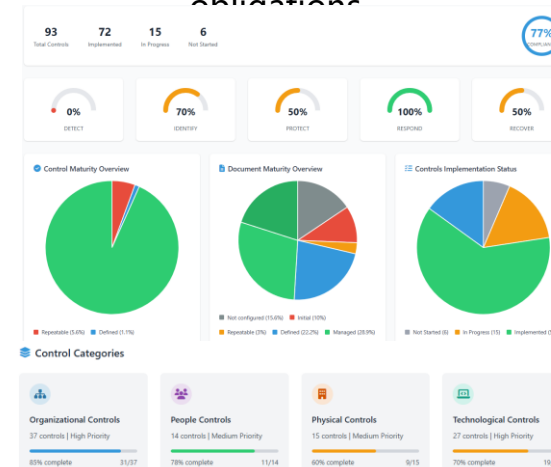 obligations
93 72 15 6 77%
Total Controls Implemented In Progress Not Started
0% 70% 50% 100% 50%
DETECT IDENTIFY PROTECT RESPOND RECOVER
Control Maturity Overview Document Maturity Overview Controls Implementation Status
Not configured (15.6%) Initial (10%)
Repeatable (5.6%) Defined (1.1%) Repeatable (3%) Defined (22.2%) Managed (28.9%) Not Started (6) In Progress (15) Implemented
Control Categories
Organizational Controls People Controls Physical Controls Technological Controls
37 controls | High Priority 14 controls | Medium Priority 15 controls | Medium Priority 27 controls | High Priority
85% complete 31/37 78% complete 11/14 60% complete 9/15 70% complete 19